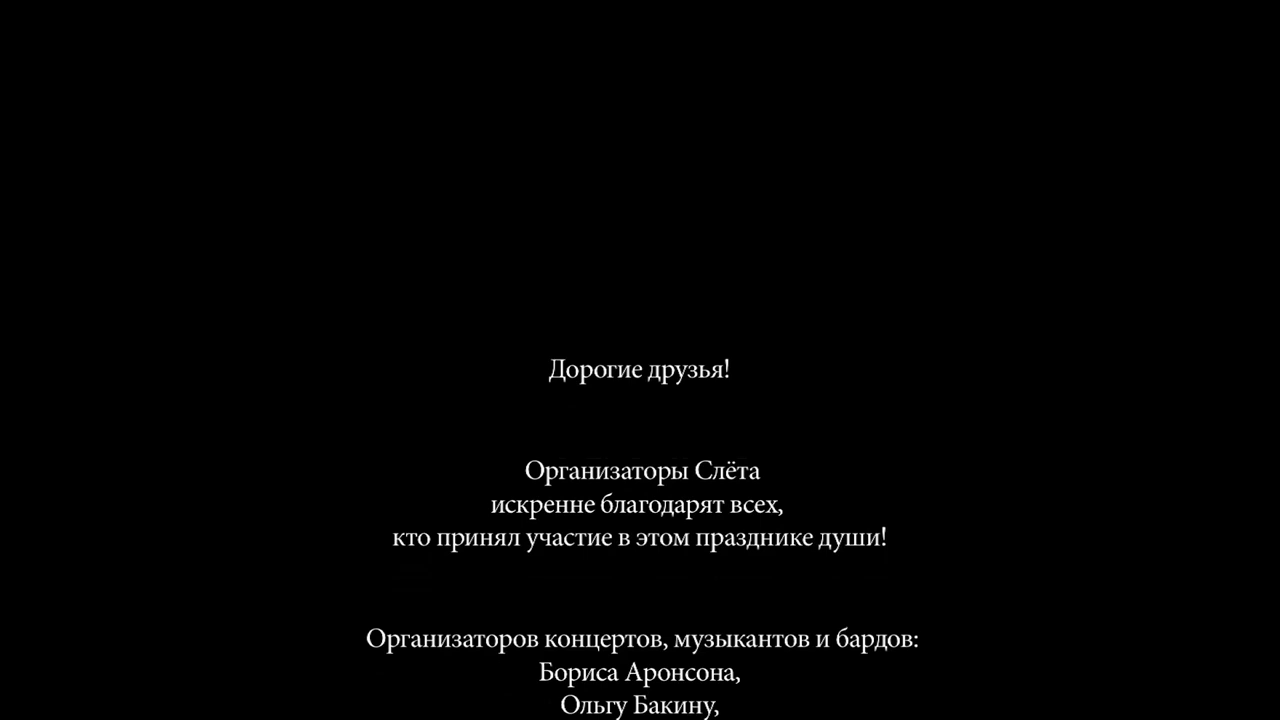 Дорогие друзья!
Организаторы Слёта
искренне благодарят всех,
кто принял участие в этом празднике души!
Организаторов концертов, музыкантов и бардов:
Бориса Аронсона,
Ольгу Бакину,